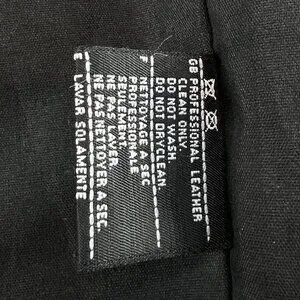 GB PROFESSIONAL LEATHER
CLEAN ONLY.
DO NOT WASH.
DO NOT DRYCLEAN
F NETTOYAGE A SEC
PROFESSIONALE
SEULEMENT.
NE PAS LAVER.
NE PAS NETTOYER A SEC.
E LAVAR SOLAMENTE